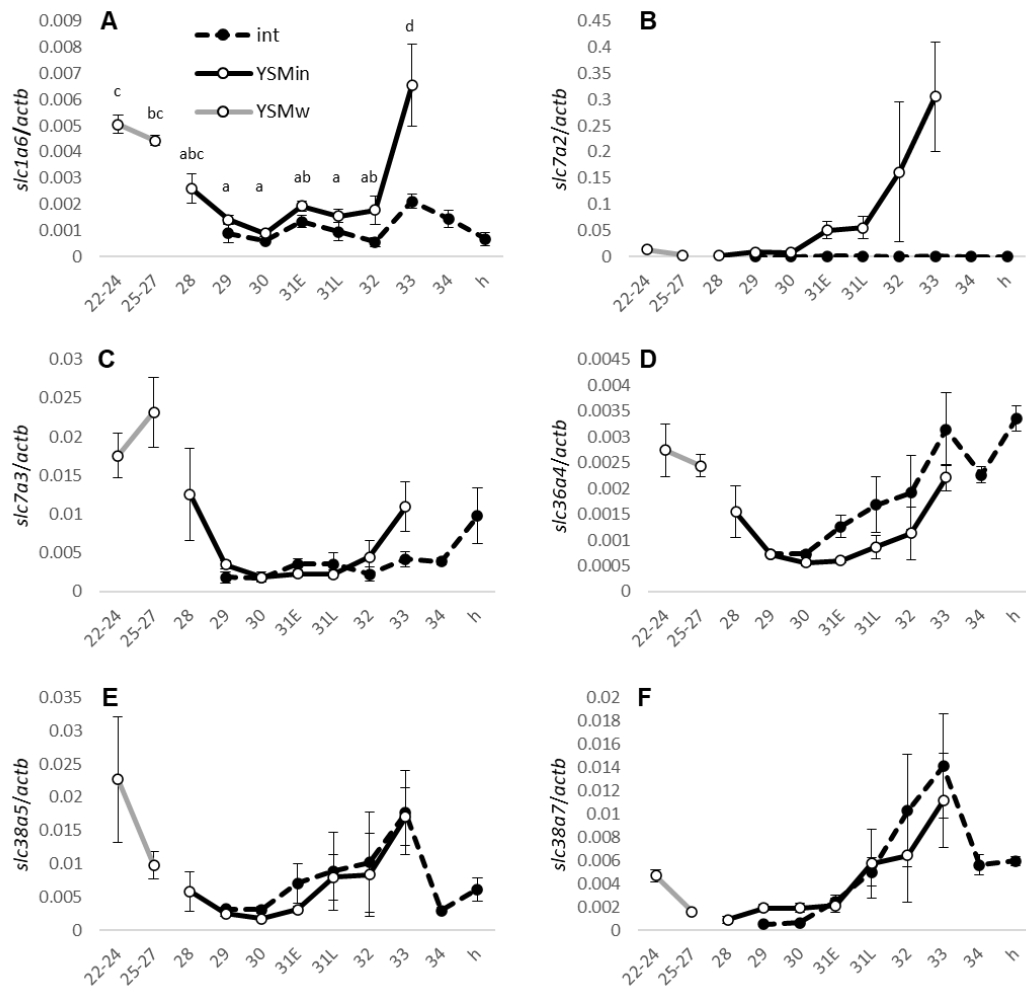 A
slc1a6/actb
0.009
0.008
0.007
0.006
0.005
0.004
0.003
0.002
0.001
0
int
YSMin
YSMw
c
bc
abc
a
a
ab
a
ab
d
22-24
25-27
28
29
30
31E
31L
32
33
34
h
B
slc7a2/actb
0.45
0.4
0.35
0.3
0.25
0.2
0.15
0.1
0.05
0
22-24
25-27
28
29
30
31E
31L
32
33
34
h
C
slc7a3/actb
0.03
0.025
0.02
0.015
0.01
0.005
0
22-24
25-27
28
29
30
31E
31L
32
33
34
h
D
slc36a4/actb
0.0045
0.004
0.0035
0.003
0.0025
0.002
0.0015
0.001
0.0005
0
22-24
25-27
28
29
30
31E
31L
32
33
34
h
E
slc38a5/actb
0.035
0.03
0.025
0.02
0.015
0.01
0.005
0
22-24
25-27
28
29
30
31E
31L
32
33
34
h
F
slc38a7/actb
0.02
0.018
0.016
0.014
0.012
0.01
0.008
0.006
0.004
0.002
0
22-24
25-27
28
29
30
31E
31L
32
33
34
h